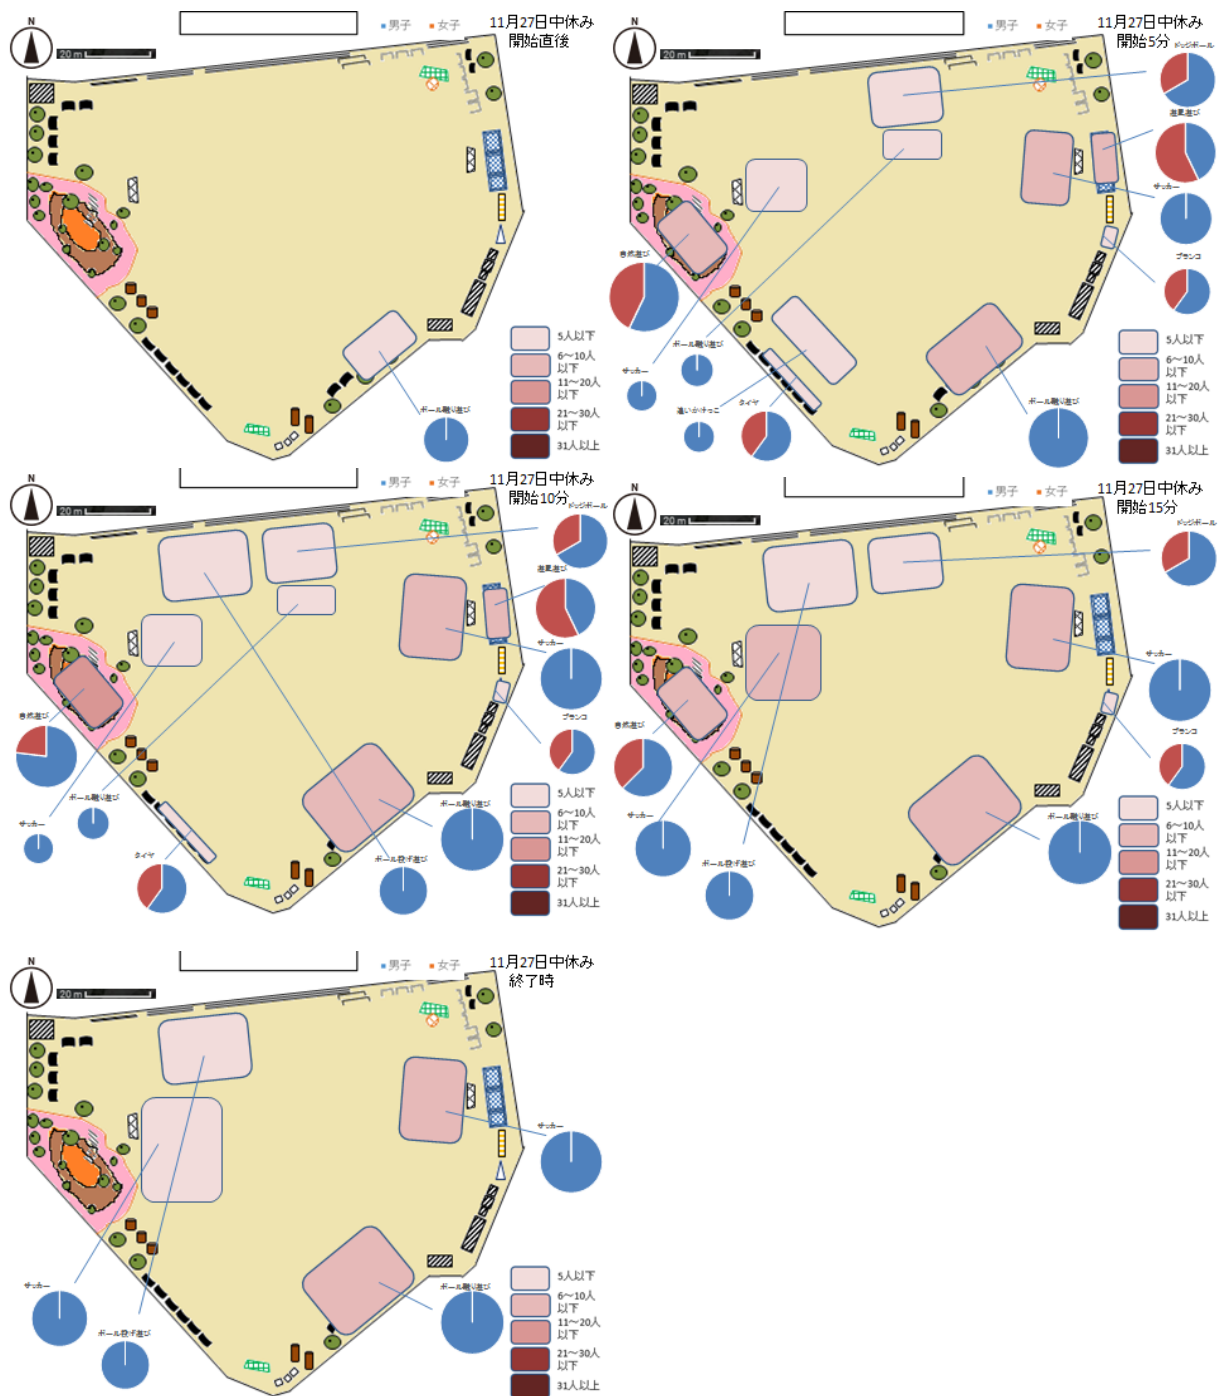 N
20 m
男子 女子
11月27日中休み
開始直後
5人以下
6～10人
以下
11～20人
以下
21～30人
以下
31人以上
ボール蹴り遊び
N
20 m
男子 女子
11月27日中休み
開始5分
ドッジボール
遊具遊び
サッカー
ブランコ
自然遊び
ボール蹴り遊び
サッカー
追いかけっこ
タイヤ
ボール蹴り遊び
5人以下
6～10人
以下
11～20人
以下
21～30人
以下
31人以上
N
20 m
男子 女子
11月27日中休み
開始10分
ドッジボール
遊具遊び
サッカー
自然遊び
ブランコ
ボール蹴り遊び
サッカー
タイヤ
ボール蹴り遊び
ボール投げ遊び
5人以下
6～10人
以下
11～20人
以下
21～30人
以下
31人以上
N
20 m
男子 女子
11月27日中休み
開始15分
ドッジボール
サッカー
自然遊び
ブランコ
サッカー
ボール投げ遊び
ボール蹴り遊び
5人以下
6～10人
以下
11～20人
以下
21～30人
以下
31人以上
N
20 m
男子 女子
11月27日中休み
終了時
サッカー
サッカー
ボール投げ遊び
ボール蹴り遊び
5人以下
6～10人
以下
11～20人
以下
21～30人
以下
31人以上